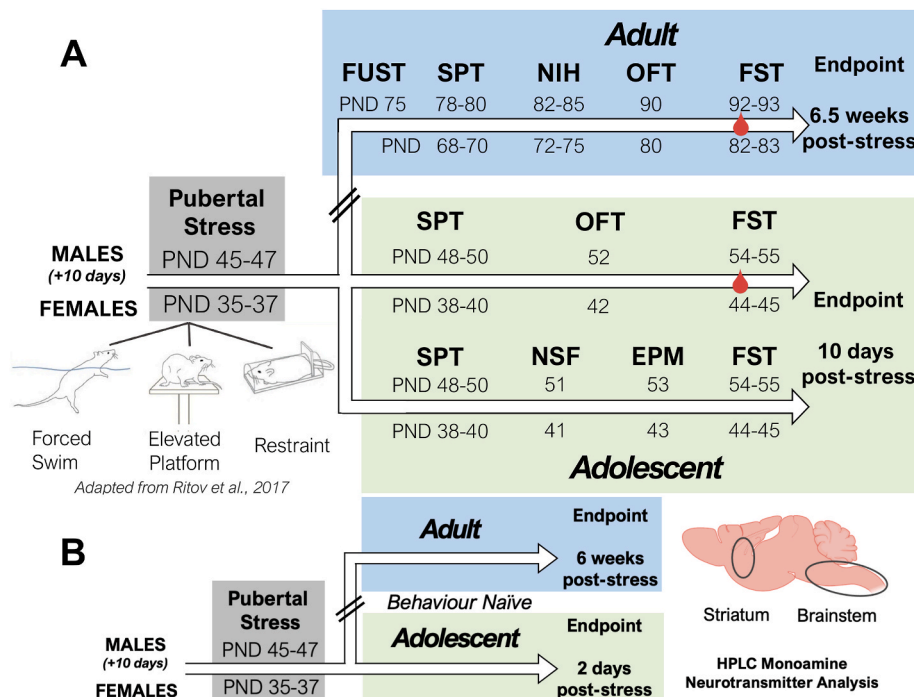 A
Adult
FUST SPT NIH OFT FST
Endpoint
PND 75 78-80 82-85 90 92-93
6.5 weeks
post-stress
PND 68-70 72-75 80 82-83
Pubertal
Stress
MALES
(+10 days)
PND 45-47
FEMALES
PND 35-37
SPT OFT FST
PND 48-50 52 54-55
PND 38-40 42 44-45
Endpoint
10 days
post-stress
SPT NSF EPM FST
PND 48-50 51 53 54-55
PND 38-40 41 43 44-45
Adolescent
Forced
Swim
Elevated
Platform
Restraint
Adapted from Ritov et al., 2017
B
Adult
Endpoint
6 weeks
post-stress
Behaviour Naïve
Pubertal
Stress
MALES
(+10 days)
PND 45-47
FEMALES
PND 35-37
Adolescent
Endpoint
2 days
post-stress
Striatum
Brainstem
HPLC Monoamine
Neurotransmitter Analysis